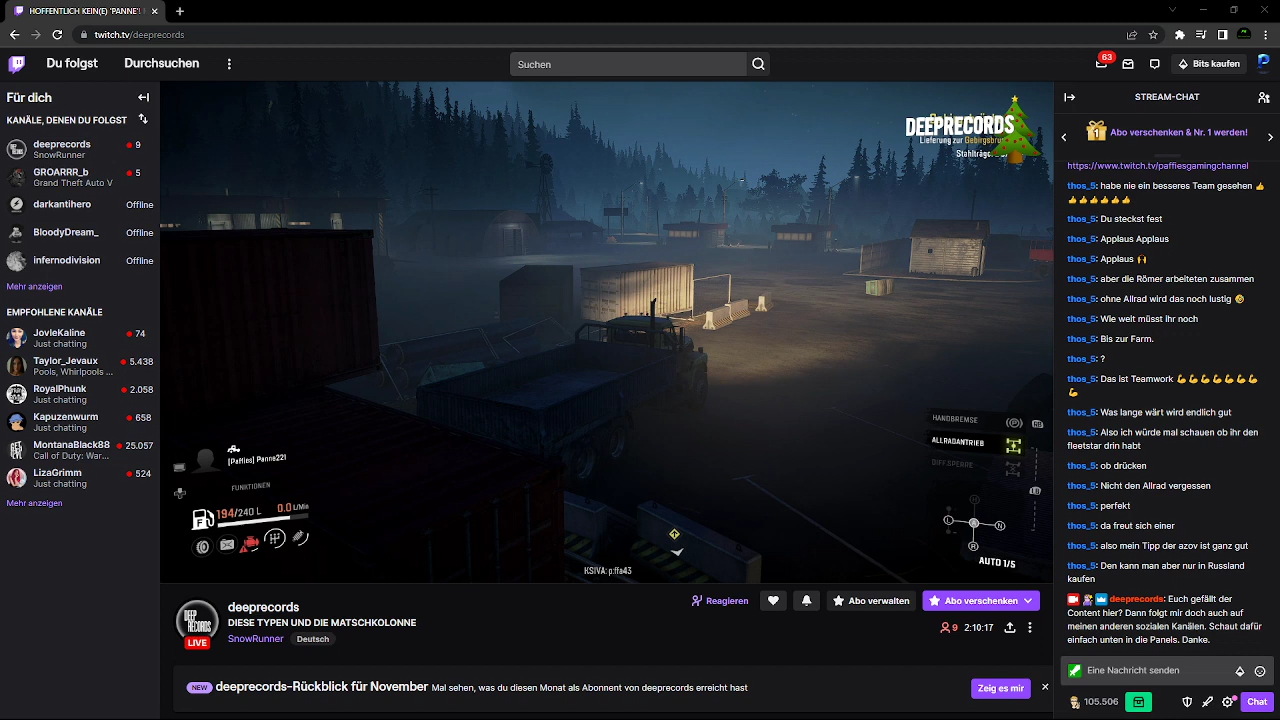 HOFFENTLICH KEIN(E) 'PANNE'!
twitch.tv/deeprecords
Du folgst
Durchsuchen
Suchen
63
Bits kaufen
Für dich
KANÄLE, DENEN DU FOLGST
deeprecords
9
SnowRunner
GROARRR_b
5
Grand Theft Auto V
darkantihero
Offline
BloodyDream_
Offline
infernodivision
Offline
Mehr anzeigen
EMPFOHLENE KANÄLE
JovleKaline
74
Just chatting
Taylor_Jevaux
5.438
Pools, Whirlpools ...
RoyalPhunk
2.058
Just chatting
Kapuzenwurm
658
Just chatting
MontanaBlack88
25.057
Call of Duty: War...
LizaGrimm
524
Just chatting
Mehr anzeigen
DEEPRECORDS
Lieferung zur Gebirgsbru
Stahlträger
[Paffies] Panne221
FUNKTIONEN
194/240 L
0.0 L/Min
KSIVA: p:ffa43
HANDBREMSE
ALLRADANTRIEB
DIFF.SPERRE
AUTO 1/5
deeprecords
DIESE TYPEN UND DIE MATSCHKOLONNE
SnowRunner
Deutsch
LIVE
Reagieren
Abo verwalten
Abo verschenken
9
2:10:17
NEW
deeprecords-Rückblick für November Mal sehen, was du diesen Monat als Abonnent von deeprecords erreicht hast
Zeig es mir
STREAM-CHAT
Abo verschenken & Nr. 1 werden!
https://www.twitch.tv/paffiesgamingchannel
thos_5: habe nie ein besseres Team gesehen 👍
👍👍👍👍👍👍
thos_5: Du steckst fest
thos_5: Applaus Applaus
thos_5: Applaus 🙌
thos_5: aber die Römer arbeiteten zusammen
thos_5: ohne Allrad wird das noch lustig
thos_5: Wie weit müsst ihr noch
thos_5: Bis zur Farm.
thos_5: ?
thos_5: Das ist Teamwork 💪💪💪💪💪💪💪
💪
thos_5: Was lange wärt wird endlich gut
thos_5: Also ich würde mal schauen ob ihr den
fleetstar drin habt
thos_5: ob drücken
thos_5: Nicht den Allrad vergessen
thos_5: perfekt
thos_5: da freut sich einer
thos_5: also mein Tipp der azov ist ganz gut
thos_5: Den kann man aber nur in Russland
kaufen
deeprecords: Euch gefällt der
Content hier? Dann folgt mir doch auch auf
meinen anderen sozialen Kanälen. Schaut dafür
einfach unten in die Panels. Danke.
Eine Nachricht senden
105.506
Chat